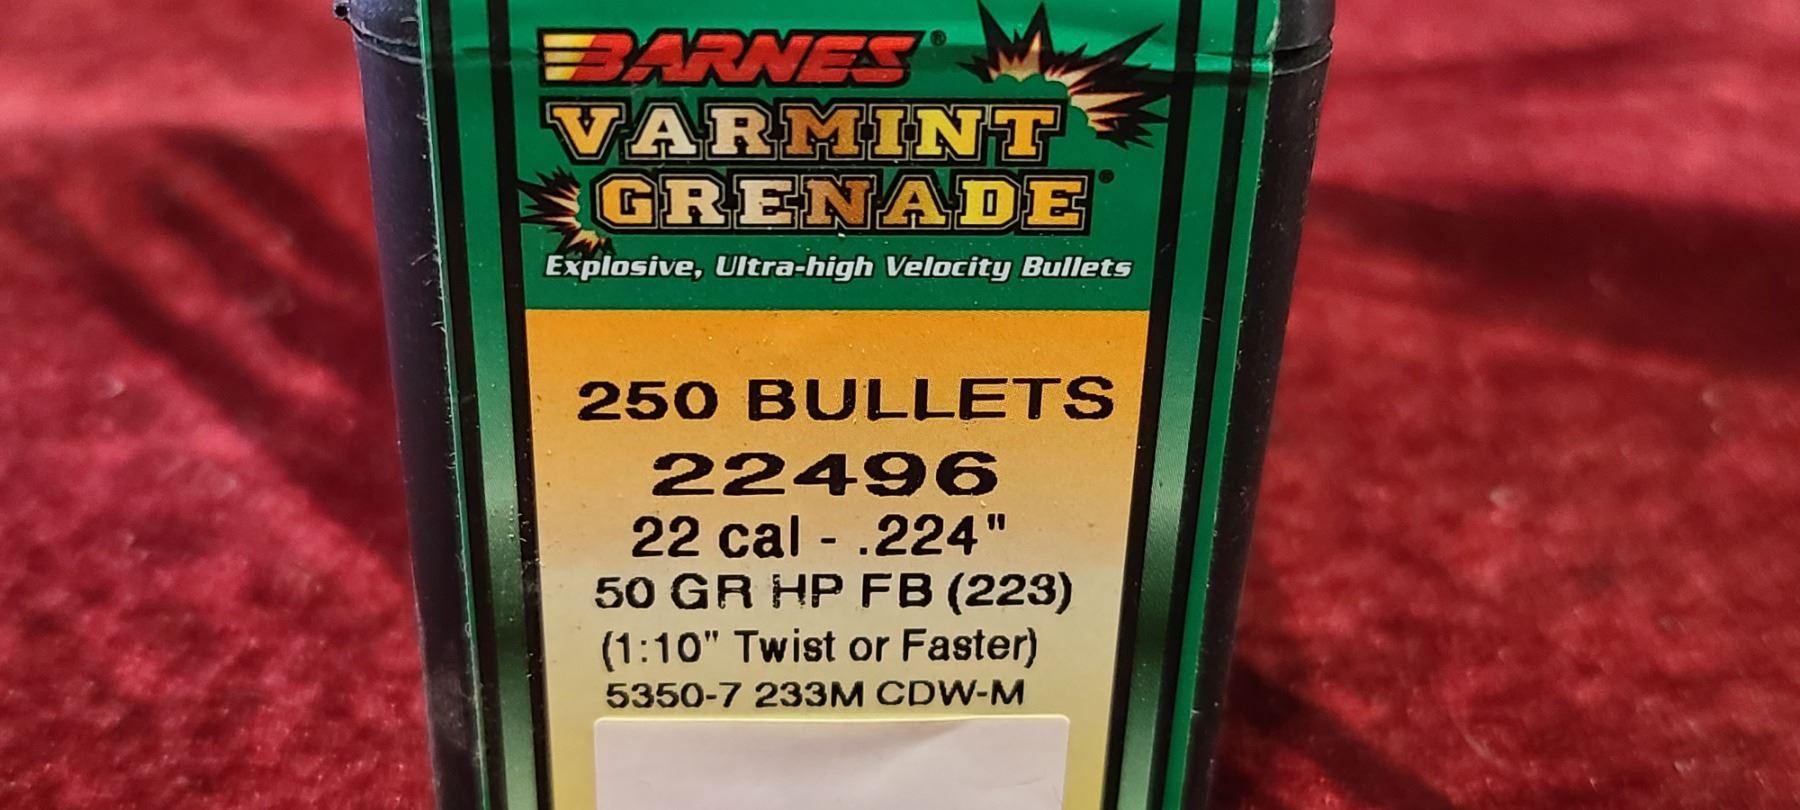 BARNES®
VARMINT
GRENADE®
Explosive, Ultra-high Velocity Bullets
250 BULLETS
22496
22 cal - .224"
50 GR HP FB (223)
(1:10" Twist or Faster)
5350-7 233M CDW-M